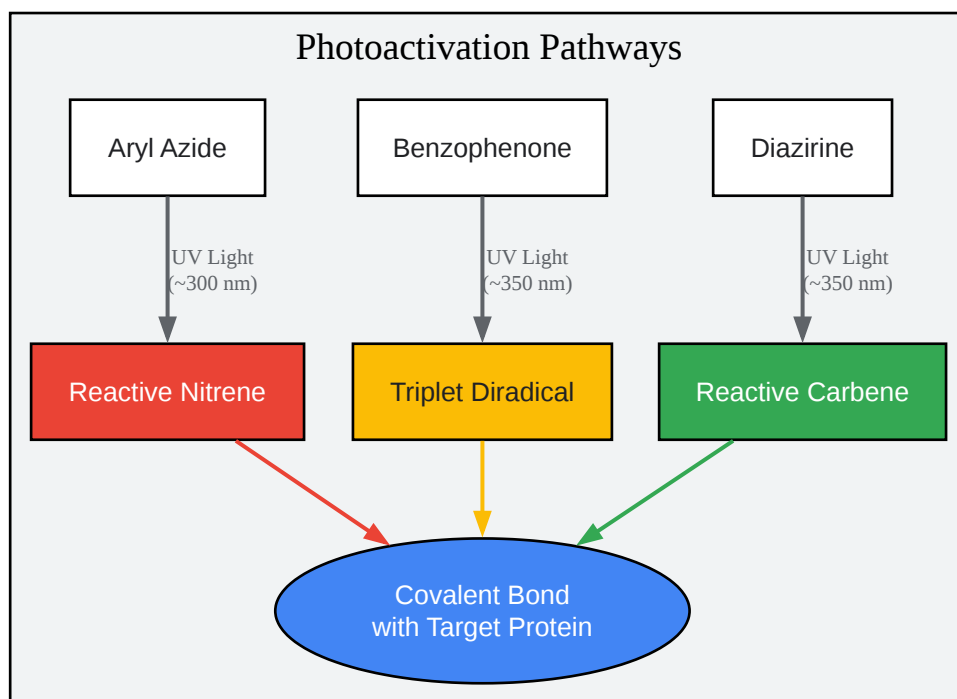 Photoactivation Pathways
Aryl Azide
Benzophenone
Diazirine
UV Light
(~300 nm)
UV Light
(~350 nm)
UV Light
(~350 nm)
Reactive Nitrene
Triplet Diradical
Reactive Carbene
Covalent Bond
with Target Protein